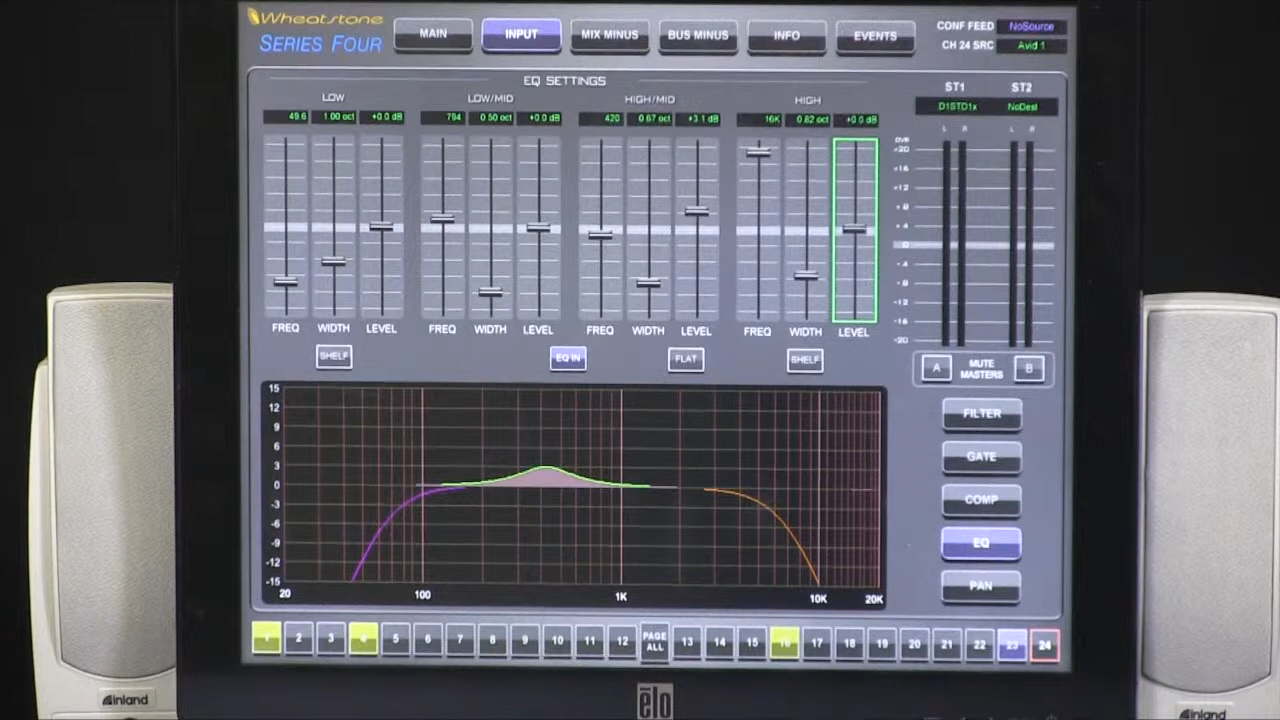 Wheatstone
SERIES FOUR
MAIN INPUT MIX MINUS BUS MINUS INFO EVENTS
CONF FEED NoSource
CH 24 SRC Avid 1
EQ SETTINGS
LOW LOW/MID HIGH/MID HIGH
49.6 1.00 oct +0.0 dB 794 0.50 oct +0.0 dB 420 0.67 oct +3.1 dB 16K 0.82 oct +0.0 dB
FREQ WIDTH LEVEL FREQ WIDTH LEVEL FREQ WIDTH LEVEL FREQ WIDTH LEVEL
SHELF EQ IN FLAT SHELF
15
12
9
6
3
0
-3
-6
-9
-12
-15
20 100 1K 10K 20K
ST1 ST2
D1STD1x NoDest
L R L R
+20
+16
+12
+8
+4
0
-4
-8
-12
-16
-20
A MUTE MASTERS B
FILTER
GATE
COMP
EQ
PAN
1 2 3 4 5 6 7 8 9 10 11 12 PAGE ALL 13 14 15 16 17 18 19 20 21 22 23 24
elo
inland
inland